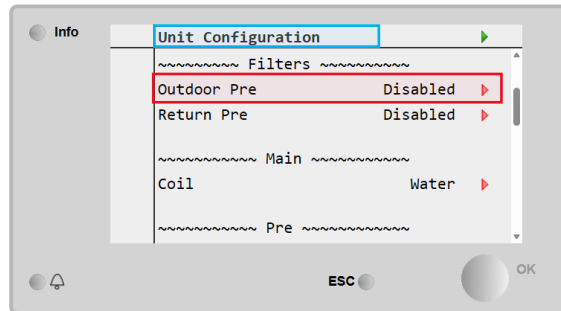 Info
Unit Configuration
~~~~~~~~~ Filters ~~~~~~~~~~
Outdoor Pre Disabled
Return Pre Disabled
~~~~~~~~~~~ Main ~~~~~~~~~~~
Coil Water
~~~~~~~~~~~ Pre ~~~~~~~~~~~~
ESC OK